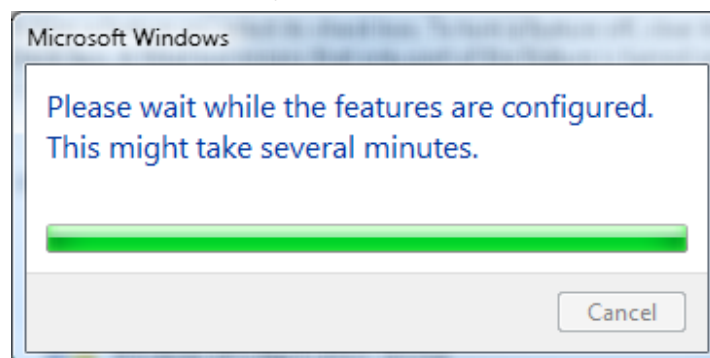 Microsoft Windows
Please wait while the features are configured.
This might take several minutes.
Cancel